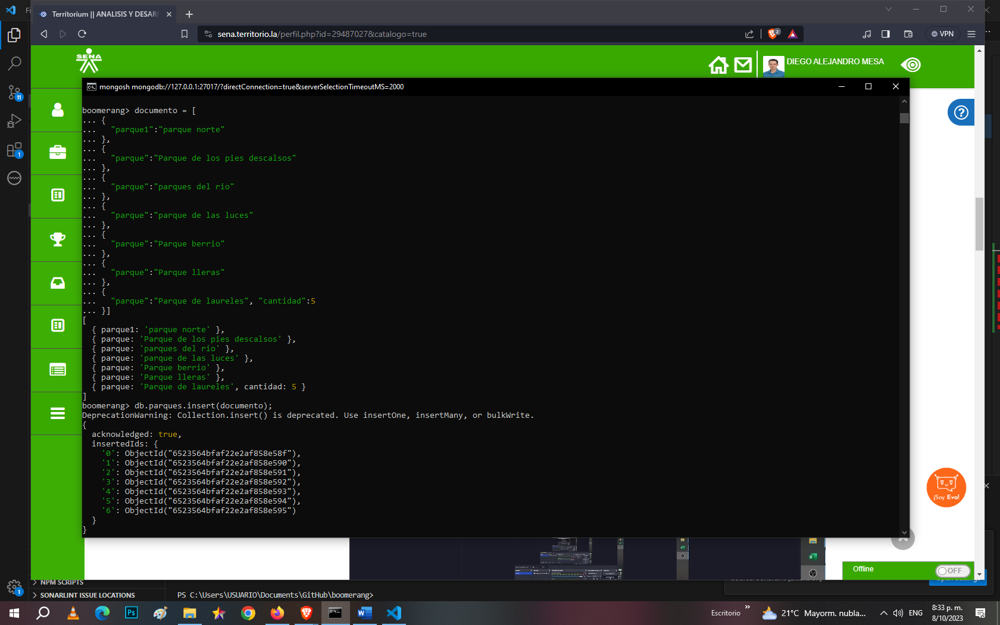 Fi
Territorium || ANALISIS Y DESAR
sena.territorio.la/perfil.php?id=29487027&catalogo=true
2
VPN
SENA
DIEGO ALEJANDRO MESA
mongosh mongodb://127.0.0.1:27017/?directConnection=true&serverSelectionTimeoutMS=2000
boomerang> documento = [
... {
...   "parque1":"parque norte"
... },
... {
...   "parque":"Parque de los pies descalsos"
... },
... {
...   "parque":"parques del rio"
... },
... {
...   "parque":"parque de las luces"
... },
... {
...   "parque":"Parque berrio"
... },
... {
...   "parque":"Parque lleras"
... },
... {
...   "parque":"Parque de laureles", "cantidad":5
... }]
[
  { parque1: 'parque norte' },
  { parque: 'Parque de los pies descalsos' },
  { parque: 'parques del rio' },
  { parque: 'parque de las luces' },
  { parque: 'Parque berrio' },
  { parque: 'Parque lleras' },
  { parque: 'Parque de laureles', cantidad: 5 }
]
boomerang> db.parques.insert(documento);
DeprecationWarning: Collection.insert() is deprecated. Use insertOne, insertMany, or bulkWrite.
{
  acknowledged: true,
  insertedIds: {
    '0': ObjectId("6523564bfaf22e2af858e58f"),
    '1': ObjectId("6523564bfaf22e2af858e590"),
    '2': ObjectId("6523564bfaf22e2af858e591"),
    '3': ObjectId("6523564bfaf22e2af858e592"),
    '4': ObjectId("6523564bfaf22e2af858e593"),
    '5': ObjectId("6523564bfaf22e2af858e594"),
    '6': ObjectId("6523564bfaf22e2af858e595")
  }
}
11
1
?
¡Soy Eva!
Offline
OFF
1
NPM SCRIPTS
SONARLINT ISSUE LOCATIONS
PS C:\Users\USUARIO\Documents\GitHub\boomerang>
Ps
Escritorio
21°C Mayorm. nubla...
ENG
8:33 p. m.
8/10/2023